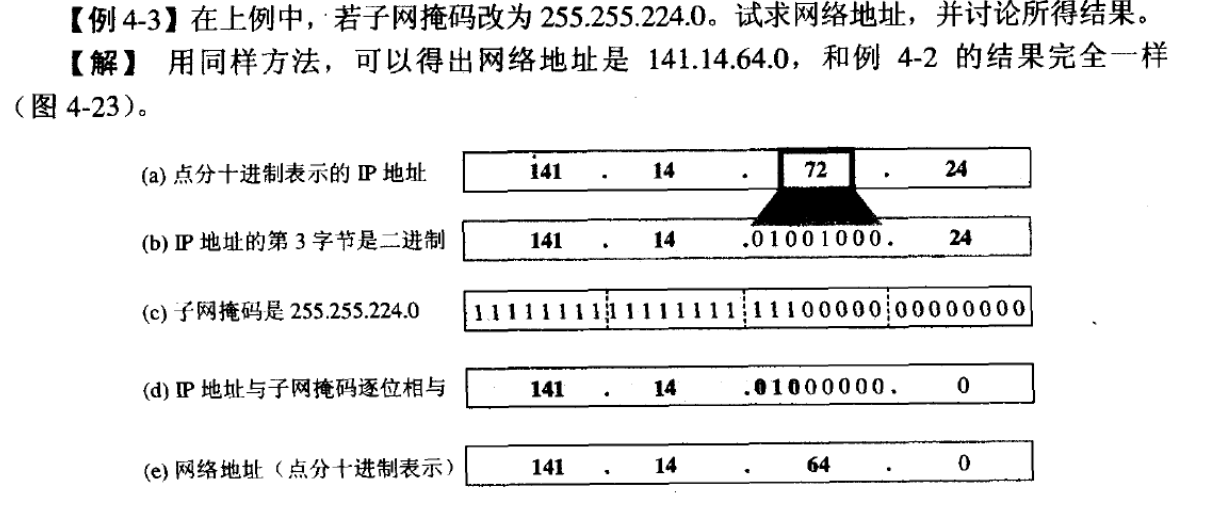 【例 4-3】在上例中，若子网掩码改为 255.255.224.0。试求网络地址，并讨论所得结果。
【解】 用同样方法，可以得出网络地址是 141.14.64.0，和例 4-2 的结果完全一样
（图 4-23）。
(a) 点分十进制表示的 IP 地址 141 . 14 . 72 . 24
(b) IP 地址的第 3 字节是二进制 141 . 14 .01001000. 24
(c) 子网掩码是 255.255.224.0 11111111 11111111 11100000 00000000
(d) IP 地址与子网掩码逐位相与 141 . 14 .01000000. 0
(e) 网络地址（点分十进制表示） 141 . 14 . 64 . 0